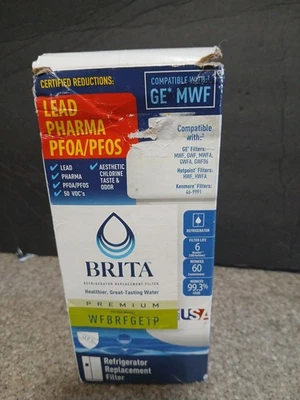 CERTIFIED REDUCTIONS:
LEAD
PHARMA
PFOA/PFOS
✓ LEAD
✓ PHARMA
✓ PFOA/PFOS
✓ 50 VOC's
✓ AESTHETIC
CHLORINE
TASTE &
ODOR
COMPATIBLE WITH:
GE* MWF
Compatible
with:
GE* Filters:
MWF, GWF, MWFA,
GWFA, GWF06
Hotpoint* Filters:
HWF, HWFA
Kenmore* Filters:
46-9991
REFRIGERATOR
FILTER LIFE
6
REDUCES
60
REDUCES
99.3%
LEAD
BRITA®
REFRIGERATOR REPLACEMENT FILTER
Healthier, Great-Tasting Water
PREMIUM
WFBRFGE1P
USA
Refrigerator
Replacement
Filter